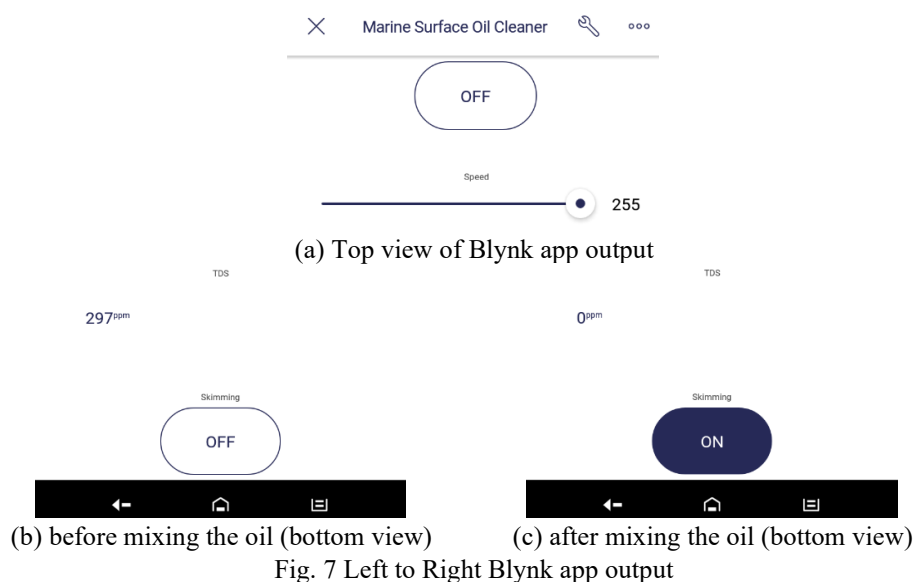 Marine Surface Oil Cleaner
OFF
Speed
255
(a) Top view of Blynk app output
TDS
297ppm
Skimming
OFF
(b) before mixing the oil (bottom view)
TDS
0ppm
Skimming
ON
(c) after mixing the oil (bottom view)
Fig. 7 Left to Right Blynk app output